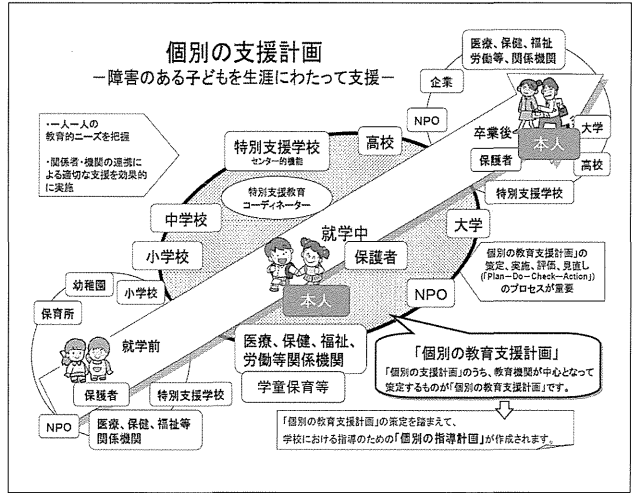 個別の支援計画
－障害のある子どもを生涯にわたって支援－
・一人一人の
教育的ニーズを把握
・関係者・機関の連携に
よる適切な支援を効果的
に実施
医療、保健、福祉
労働等、関係機関
企業
NPO
卒業後
本人
大学
保護者
高校
特別支援学校
高校
特別支援学校
センター的機能
特別支援教育
コーディネーター
中学校
小学校
就学中
保護者
本人
大学
NPO
個別の教育支援計画」の
策定、実施、評価、見直し
(「Plan－Do－Check－Action」)
のプロセスが重要
医療、保健、福祉、
労働等関係機関
学童保育等
幼稚園
小学校
保育所
就学前
保護者
特別支援学校
NPO
医療、保健、福祉等
関係機関
「個別の教育支援計画」
「個別の支援計画」のうち、教育機関が中心となって
策定するものが「個別の教育支援計画」です。
「個別の教育支援計画」の策定を踏まえて、
学校における指導のための「個別の指導計画」が作成されます。